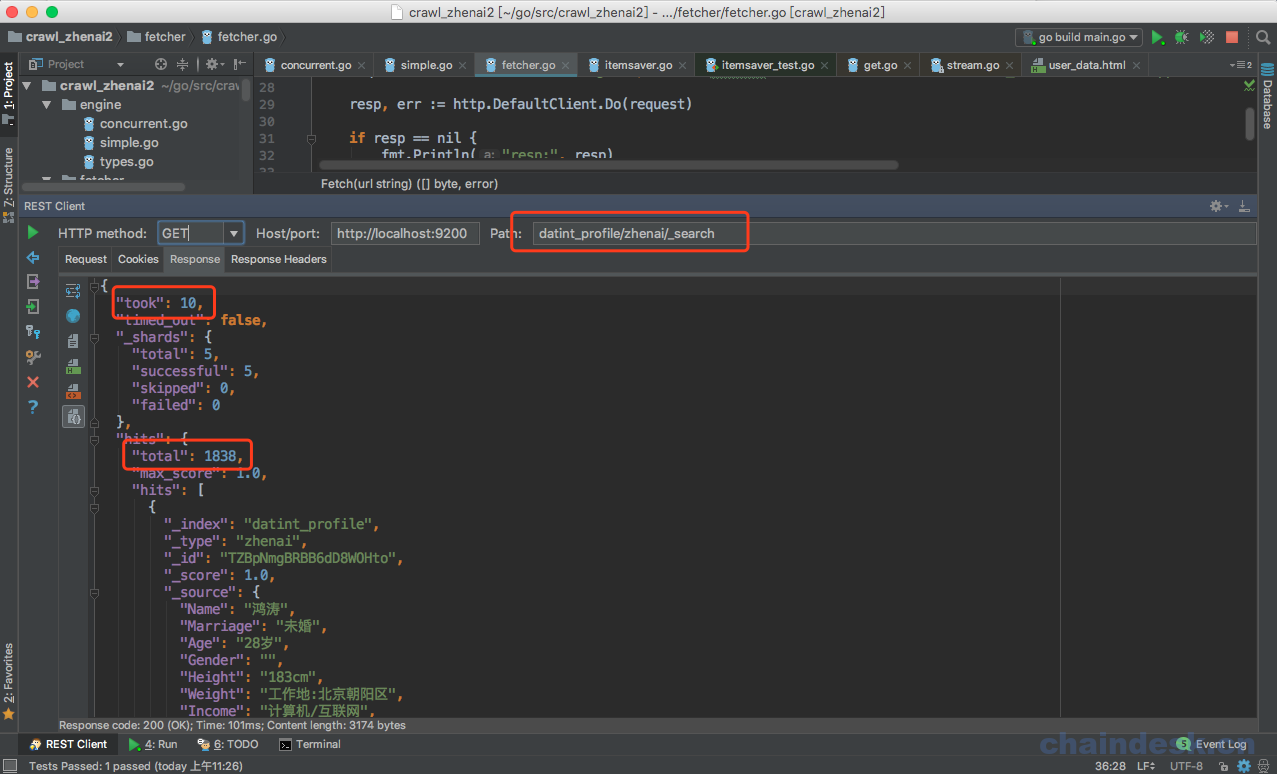 crawl_zhenai2 [~/go/src/crawl_zhenai2] - .../fetcher/fetcher.go [crawl_zhenai2]
crawl_zhenai2 fetcher fetcher.go go build main.go
Project concurrent.go simple.go fetcher.go itemsaver.go itemsaver_test.go get.go stream.go user_data.html 2
1: Project
Z: Structure
2: Favorites
Database
crawl_zhenai2 ~/go/src/craw
engine
concurrent.go
simple.go
types.go
fetcher
28
29 resp, err := http.DefaultClient.Do(request)
30
31 if resp == nil {
32 fmt.Println( a: "resp:", resp)
33
Fetch(url string) ([] byte, error)
REST Client
HTTP method: GET Host/port: http://localhost:9200 Path: datint_profile/zhenai/_search
Request Cookies Response Response Headers
{
"took": 10,
"timed_out": false,
"_shards": {
"total": 5,
"successful": 5,
"skipped": 0,
"failed": 0
},
"hits": {
"total": 1838,
"max_score": 1.0,
"hits": [
{
"_index": "datint_profile",
"_type": "zhenai",
"_id": "TZBpNmgBRBB6dD8WOHto",
"_score": 1.0,
"_source": {
"Name": "鸿涛",
"Marriage": "未婚",
"Age": "28岁",
"Gender": "",
"Height": "183cm",
"Weight": "工作地:北京朝阳区",
"Income": "计算机/互联网",
Response code: 200 (OK); Time: 101ms; Content length: 3174 bytes
REST Client 4: Run 6: TODO Terminal 5 Event Log
chaindesk.cn
Tests Passed: 1 passed (today 上午11:26) 36:28 LF UTF-8